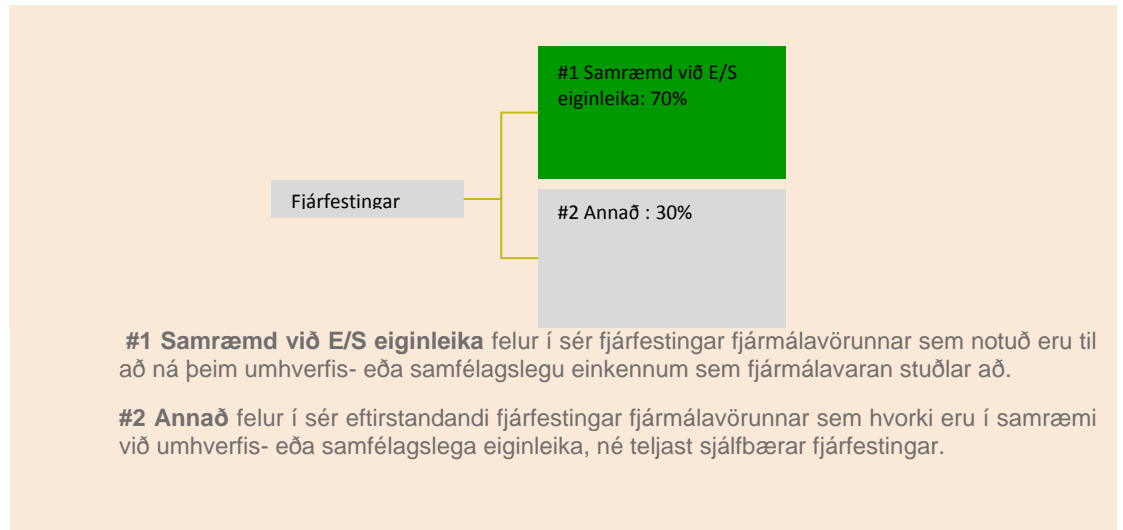 #1 Samræmd við E/S
eiginleika: 70%
Fjárfestingar
#2 Annað : 30%
#1 Samræmd við E/S eiginleika felur í sér fjárfestingar fjármálavörunnar sem notuð eru til
að ná þeim umhverfis- eða samfélagslegu einkennum sem fjármálavaran stuðlar að.
#2 Annað felur í sér eftirstandandi fjárfestingar fjármálavörunnar sem hvorki eru í samræmi
við umhverfis- eða samfélagslega eiginleika, né teljast sjálfbærar fjárfestingar.